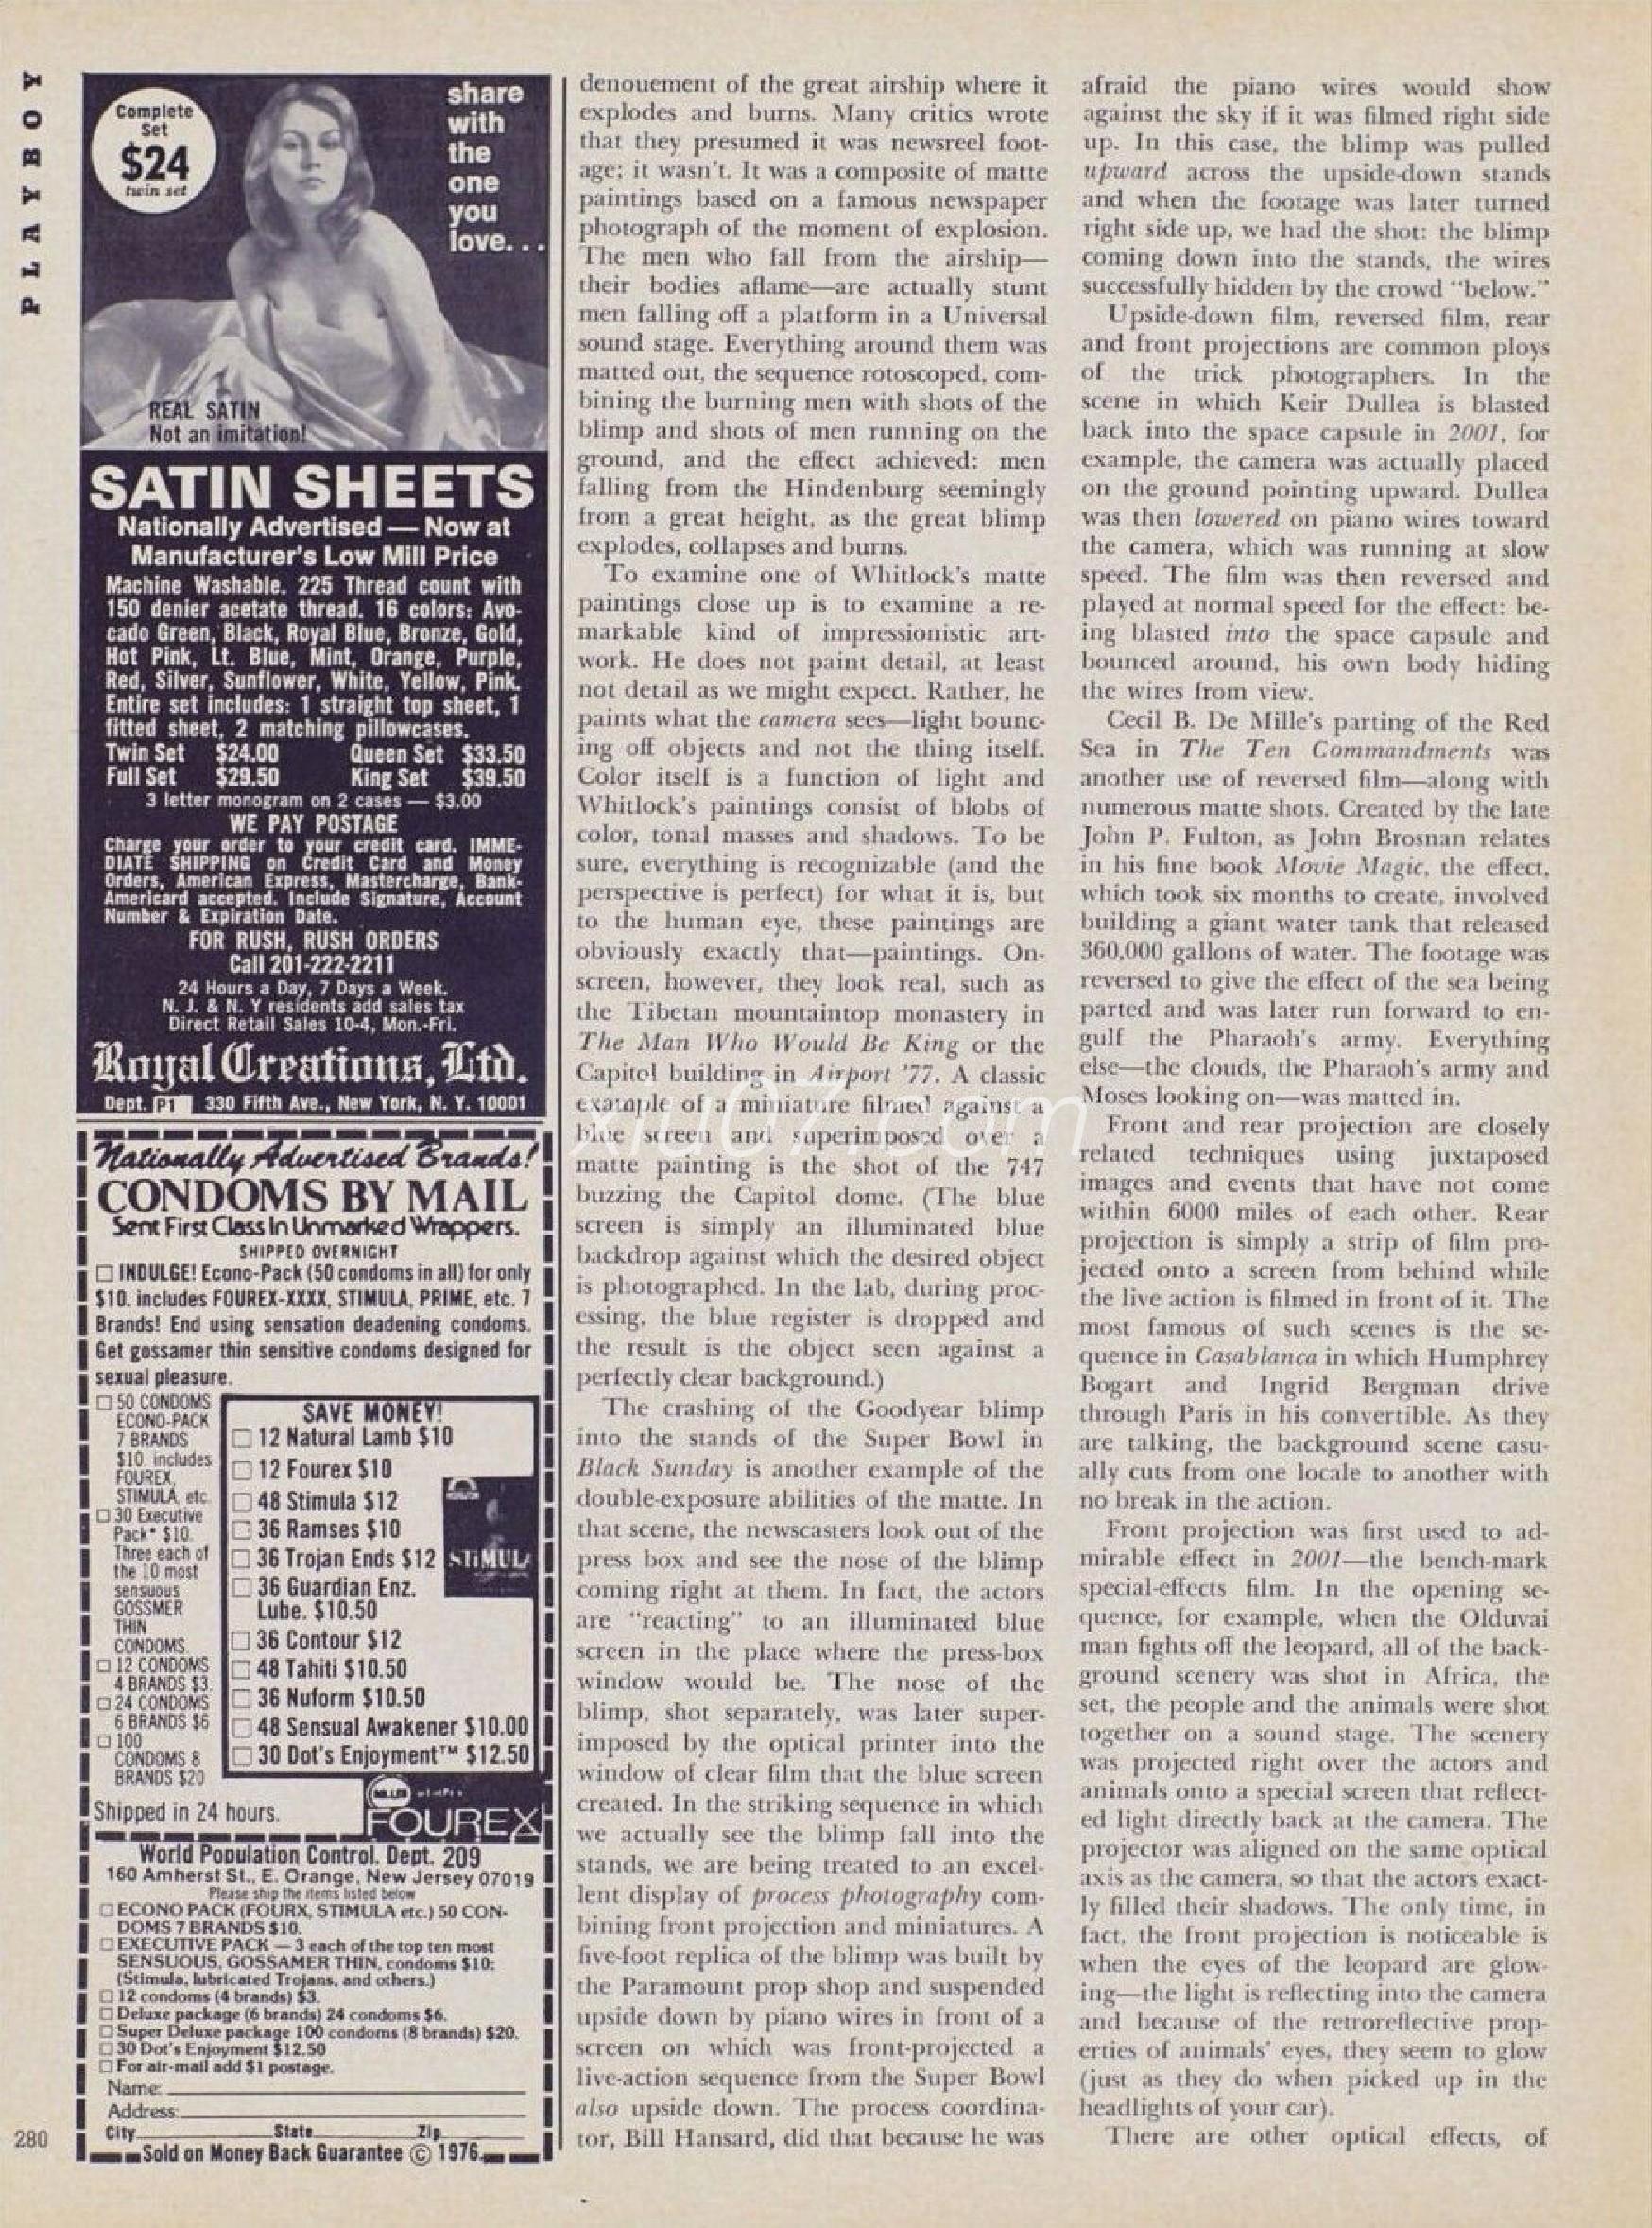 PLAYBOY
Complete
Set
$24
twin set
share
with
the
one
you
love...
REAL SATIN
Not an imitation!
SATIN SHEETS
Nationally Advertised — Now at
Manufacturer's Low Mill Price
Machine Washable. 225 Thread count with
150 denier acetate thread. 16 colors: Avo-
cado Green, Black, Royal Blue, Bronze, Gold,
Hot Pink, Lt. Blue, Mint, Orange, Purple,
Red, Silver, Sunflower, White, Yellow, Pink.
Entire set includes: 1 straight top sheet, 1
fitted sheet, 2 matching pillowcases.
Twin Set $24.00 Queen Set $33.50
Full Set $29.50 King Set $39.50
3 letter monogram on 2 cases — $3.00
WE PAY POSTAGE
Charge your order to your credit card. IMME-
DIATE SHIPPING on Credit Card and Money
Orders, American Express, Mastercharge, Bank-
Americard accepted. Include Signature, Account
Number & Expiration Date.
FOR RUSH, RUSH ORDERS
Call 201-222-2211
24 Hours a Day, 7 Days a Week.
N. J. & N. Y residents add sales tax
Direct Retail Sales 10-4, Mon.-Fri.
Royal Creations, Ltd.
Dept. P1 330 Fifth Ave., New York, N. Y. 10001
Nationally Advertised Brands!
CONDOMS BY MAIL
Sent First Class In Unmarked Wrappers.
SHIPPED OVERNIGHT
INDULGE! Econo-Pack (50 condoms in all) for only
$10. includes FOUREX-XXXX, STIMULA, PRIME, etc. 7
Brands! End using sensation deadening condoms.
Get gossamer thin sensitive condoms designed for
sexual pleasure.
50 CONDOMS
ECONO-PACK
7 BRANDS
$10. includes
FOUREX,
STIMULA, etc.
30 Executive
Pack* $10.
Three each of
the 10 most
sensuous
GOSSMER
THIN
CONDOMS.
12 CONDOMS
4 BRANDS $3.
24 CONDOMS
6 BRANDS $6
100
CONDOMS 8
BRANDS $20
SAVE MONEY!
12 Natural Lamb $10
12 Fourex $10
48 Stimula $12
36 Ramses $10
36 Trojan Ends $12
36 Guardian Enz.
Lube. $10.50
36 Contour $12
48 Tahiti $10.50
36 Nuform $10.50
48 Sensual Awakener $10.00
30 Dot's Enjoyment™ $12.50
STIMULA
Shipped in 24 hours.
FOUREX
World Population Control, Dept. 209
160 Amherst St., E. Orange, New Jersey 07019
Please ship the items listed below
ECONO PACK (FOURX, STIMULA etc.) 50 CON-
DOMS 7 BRANDS $10.
EXECUTIVE PACK — 3 each of the top ten most
SENSUOUS, GOSSAMER THIN, condoms $10;
(Stimula, lubricated Trojans, and others.)
12 condoms (4 brands) $3.
Deluxe package (6 brands) 24 condoms $6.
Super Deluxe package 100 condoms (8 brands) $20.
30 Dot's Enjoyment $12.50
For air-mail add $1 postage.
Name:
Address:
City State Zip
Sold on Money Back Guarantee © 1976.
280
denouement of the great airship where it
explodes and burns. Many critics wrote
that they presumed it was newsreel foot-
age; it wasn't. It was a composite of matte
paintings based on a famous newspaper
photograph of the moment of explosion.
The men who fall from the airship—
their bodies aflame—are actually stunt
men falling off a platform in a Universal
sound stage. Everything around them was
matted out, the sequence rotoscoped, com-
bining the burning men with shots of the
blimp and shots of men running on the
ground, and the effect achieved: men
falling from the Hindenburg seemingly
from a great height, as the great blimp
explodes, collapses and burns.
To examine one of Whitlock's matte
paintings close up is to examine a re-
markable kind of impressionistic art-
work. He does not paint detail, at least
not detail as we might expect. Rather, he
paints what the camera sees—light bounc-
ing off objects and not the thing itself.
Color itself is a function of light and
Whitlock's paintings consist of blobs of
color, tonal masses and shadows. To be
sure, everything is recognizable (and the
perspective is perfect) for what it is, but
to the human eye, these paintings are
obviously exactly that—paintings. On-
screen, however, they look real, such as
the Tibetan mountaintop monastery in
The Man Who Would Be King or the
Capitol building in Airport '77. A classic
example of a miniature filmed against a
blue screen and superimposed over a
matte painting is the shot of the 747
buzzing the Capitol dome. (The blue
screen is simply an illuminated blue
backdrop against which the desired object
is photographed. In the lab, during proc-
essing, the blue register is dropped and
the result is the object seen against a
perfectly clear background.)
The crashing of the Goodyear blimp
into the stands of the Super Bowl in
Black Sunday is another example of the
double-exposure abilities of the matte. In
that scene, the newscasters look out of the
press box and see the nose of the blimp
coming right at them. In fact, the actors
are "reacting" to an illuminated blue
screen in the place where the press-box
window would be. The nose of the
blimp, shot separately, was later super-
imposed by the optical printer into the
window of clear film that the blue screen
created. In the striking sequence in which
we actually see the blimp fall into the
stands, we are being treated to an excel-
lent display of process photography com-
bining front projection and miniatures. A
five-foot replica of the blimp was built by
the Paramount prop shop and suspended
upside down by piano wires in front of a
screen on which was front-projected a
live-action sequence from the Super Bowl
also upside down. The process coordina-
tor, Bill Hansard, did that because he was
afraid the piano wires would show
against the sky if it was filmed right side
up. In this case, the blimp was pulled
upward across the upside-down stands
and when the footage was later turned
right side up, we had the shot: the blimp
coming down into the stands, the wires
successfully hidden by the crowd "below."
Upside-down film, reversed film, rear
and front projections are common ploys
of the trick photographers. In the
scene in which Keir Dullea is blasted
back into the space capsule in 2001, for
example, the camera was actually placed
on the ground pointing upward. Dullea
was then lowered on piano wires toward
the camera, which was running at slow
speed. The film was then reversed and
played at normal speed for the effect: be-
ing blasted into the space capsule and
bounced around, his own body hiding
the wires from view.
Cecil B. De Mille's parting of the Red
Sea in The Ten Commandments was
another use of reversed film—along with
numerous matte shots. Created by the late
John P. Fulton, as John Brosnan relates
in his fine book Movie Magic, the effect,
which took six months to create, involved
building a giant water tank that released
360,000 gallons of water. The footage was
reversed to give the effect of the sea being
parted and was later run forward to en-
gulf the Pharaoh's army. Everything
else—the clouds, the Pharaoh's army and
Moses looking on—was matted in.
Front and rear projection are closely
related techniques using juxtaposed
images and events that have not come
within 6000 miles of each other. Rear
projection is simply a strip of film pro-
jected onto a screen from behind while
the live action is filmed in front of it. The
most famous of such scenes is the se-
quence in Casablanca in which Humphrey
Bogart and Ingrid Bergman drive
through Paris in his convertible. As they
are talking, the background scene casu-
ally cuts from one locale to another with
no break in the action.
Front projection was first used to ad-
mirable effect in 2001—the bench-mark
special-effects film. In the opening se-
quence, for example, when the Olduvai
man fights off the leopard, all of the back-
ground scenery was shot in Africa, the
set, the people and the animals were shot
together on a sound stage. The scenery
was projected right over the actors and
animals onto a special screen that reflect-
ed light directly back at the camera. The
projector was aligned on the same optical
axis as the camera, so that the actors exact-
ly filled their shadows. The only time, in
fact, the front projection is noticeable is
when the eyes of the leopard are glow-
ing—the light is reflecting into the camera
and because of the retroreflective prop-
erties of animals' eyes, they seem to glow
(just as they do when picked up in the
headlights of your car).
There are other optical effects, of